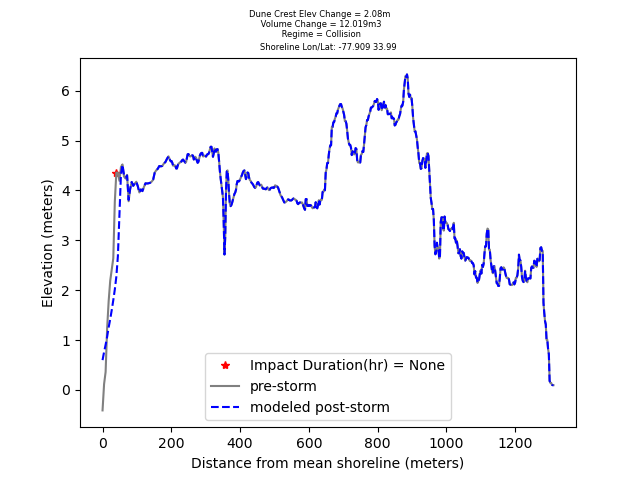 Dune Crest Elev Change = 2.08m
Volume Change = 12.019m3
Regime = Collision
Shoreline Lon/Lat: -77.909 33.99
6
5
4
3
2
1
0
Elevation (meters)
Impact Duration(hr) = None
pre-storm
modeled post-storm
0 200 400 600 800 1000 1200
Distance from mean shoreline (meters)